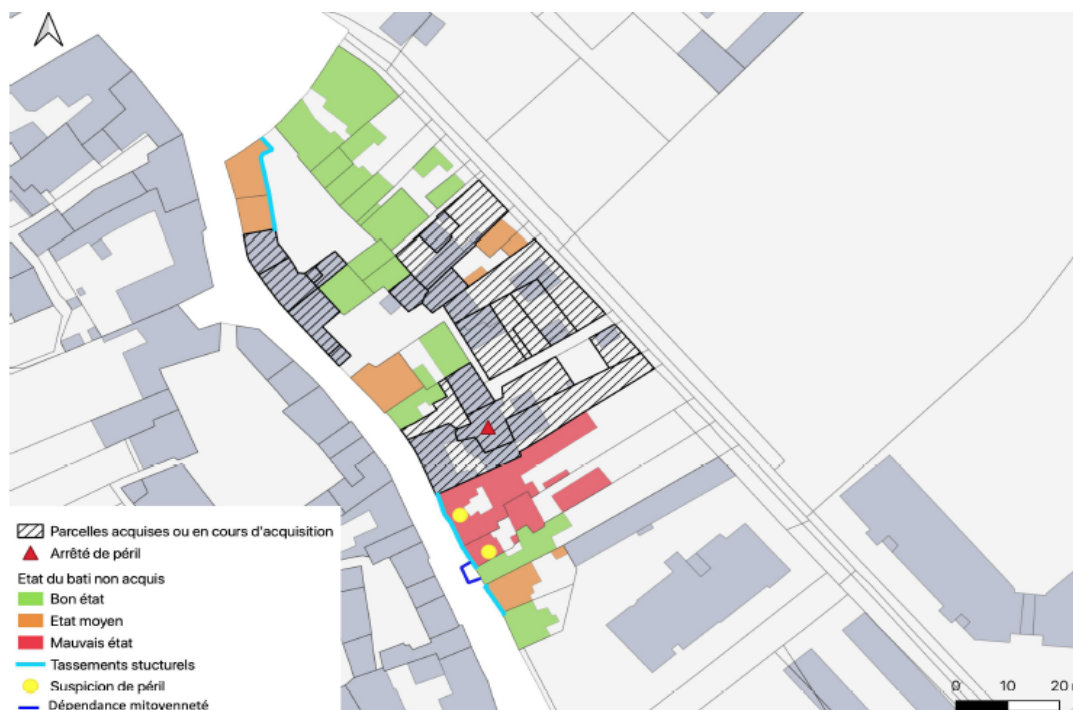 Parcelles acquises ou en cours d'acquisition
Arrêté de péril
Etat du bati non acquis
Bon état
Etat moyen
Mauvais état
Tassements stucturels
Suspicion de péril
Dépendance mitoyenneté
0 10 20